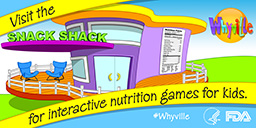 Visit the
Whyville
SNACK SHACK
for interactive nutrition games for kids.
#Whyville
FDA